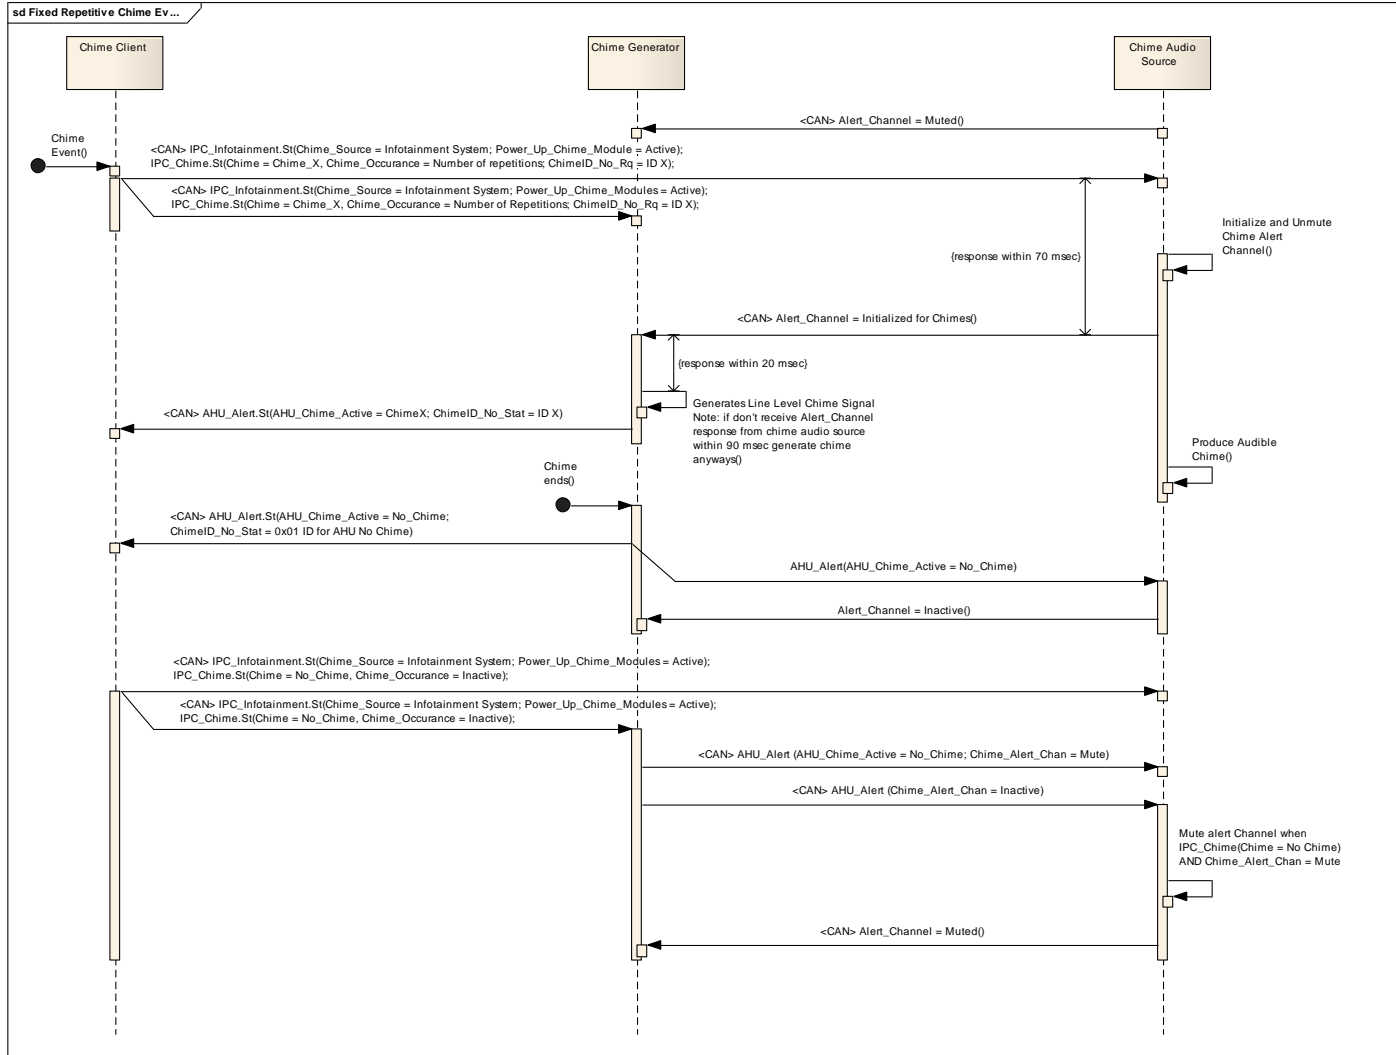 sd Fixed Repetitive Chime Ev...
Chime Client
Chime Generator
Chime Audio
Source
<CAN> Alert_Channel = Muted()
Chime
Event()
<CAN> IPC_Infotainment.St(Chime_Source = Infotainment System; Power_Up_Chime_Module = Active);
IPC_Chime.St(Chime = Chime_X, Chime_Occurance = Number of repetitions; ChimeID_No_Rq = ID X);
<CAN> IPC_Infotainment.St(Chime_Source = Infotainment System; Power_Up_Chime_Modules = Active);
IPC_Chime.St(Chime = Chime_X, Chime_Occurance = Number of Repetitions; ChimeID_No_Rq = ID X);
Initialize and Unmute
Chime Alert
Channel()
{response within 70 msec}
<CAN> Alert_Channel = Initialized for Chimes()
{response within 20 msec}
Generates Line Level Chime Signal
Note: if don't receive Alert_Channel
response from chime audio source
within 90 msec generate chime
anyways()
<CAN> AHU_Alert.St(AHU_Chime_Active = ChimeX; ChimeID_No_Stat = ID X)
Produce Audible
Chime()
Chime
ends()
<CAN> AHU_Alert.St(AHU_Chime_Active = No_Chime;
ChimeID_No_Stat = 0x01 ID for AHU No Chime)
AHU_Alert(AHU_Chime_Active = No_Chime)
Alert_Channel = Inactive()
<CAN> IPC_Infotainment.St(Chime_Source = Infotainment System; Power_Up_Chime_Modules = Active);
IPC_Chime.St(Chime = No_Chime, Chime_Occurance = Inactive);
<CAN> IPC_Infotainment.St(Chime_Source = Infotainment System; Power_Up_Chime_Modules = Active);
IPC_Chime.St(Chime = No_Chime, Chime_Occurance = Inactive);
<CAN> AHU_Alert (AHU_Chime_Active = No_Chime; Chime_Alert_Chan = Mute)
<CAN> AHU_Alert (Chime_Alert_Chan = Inactive)
Mute alert Channel when
IPC_Chime(Chime = No Chime)
AND Chime_Alert_Chan = Mute
<CAN> Alert_Channel = Muted()